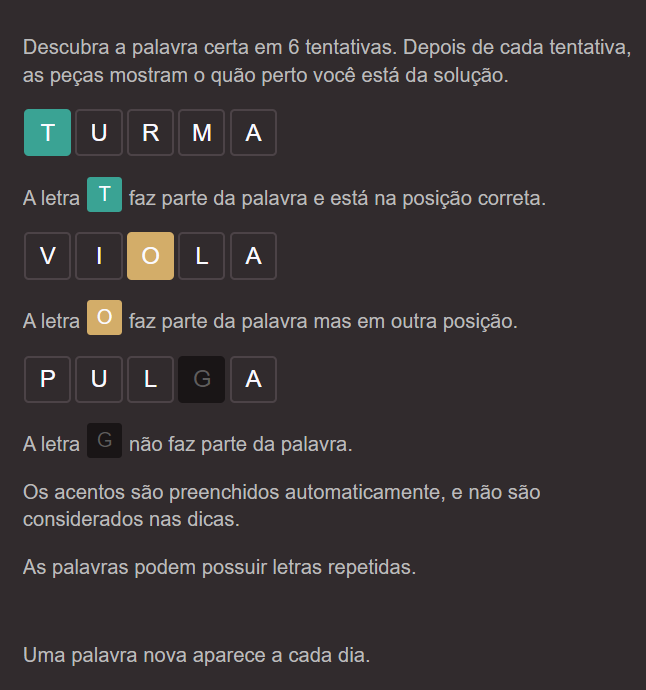 Descubra a palavra certa em 6 tentativas. Depois de cada tentativa,
as peças mostram o quão perto você está da solução.
T U R M A
A letra T faz parte da palavra e está na posição correta.
V I O L A
A letra O faz parte da palavra mas em outra posição.
P U L G A
A letra G não faz parte da palavra.
Os acentos são preenchidos automaticamente, e não são
considerados nas dicas.
As palavras podem possuir letras repetidas.
Uma palavra nova aparece a cada dia.